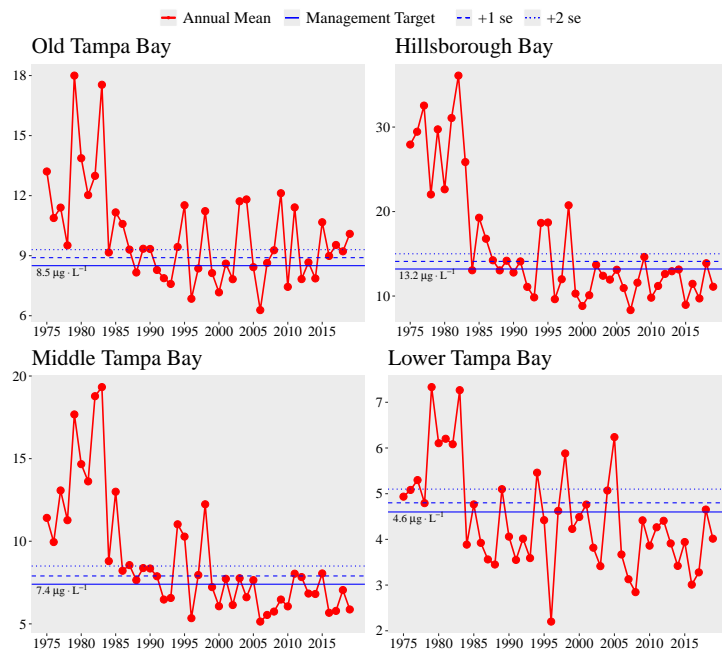 Annual Mean Management Target +1 se +2 se
Old Tampa Bay
18
15
12
9
6
8.5 μg · L⁻¹
1975 1980 1985 1990 1995 2000 2005 2010 2015
Hillsborough Bay
30
20
10
13.2 μg · L⁻¹
1975 1980 1985 1990 1995 2000 2005 2010 2015
Middle Tampa Bay
20
15
10
5
7.4 μg · L⁻¹
1975 1980 1985 1990 1995 2000 2005 2010 2015
Lower Tampa Bay
7
6
5
4
3
2
4.6 μg · L⁻¹
1975 1980 1985 1990 1995 2000 2005 2010 2015